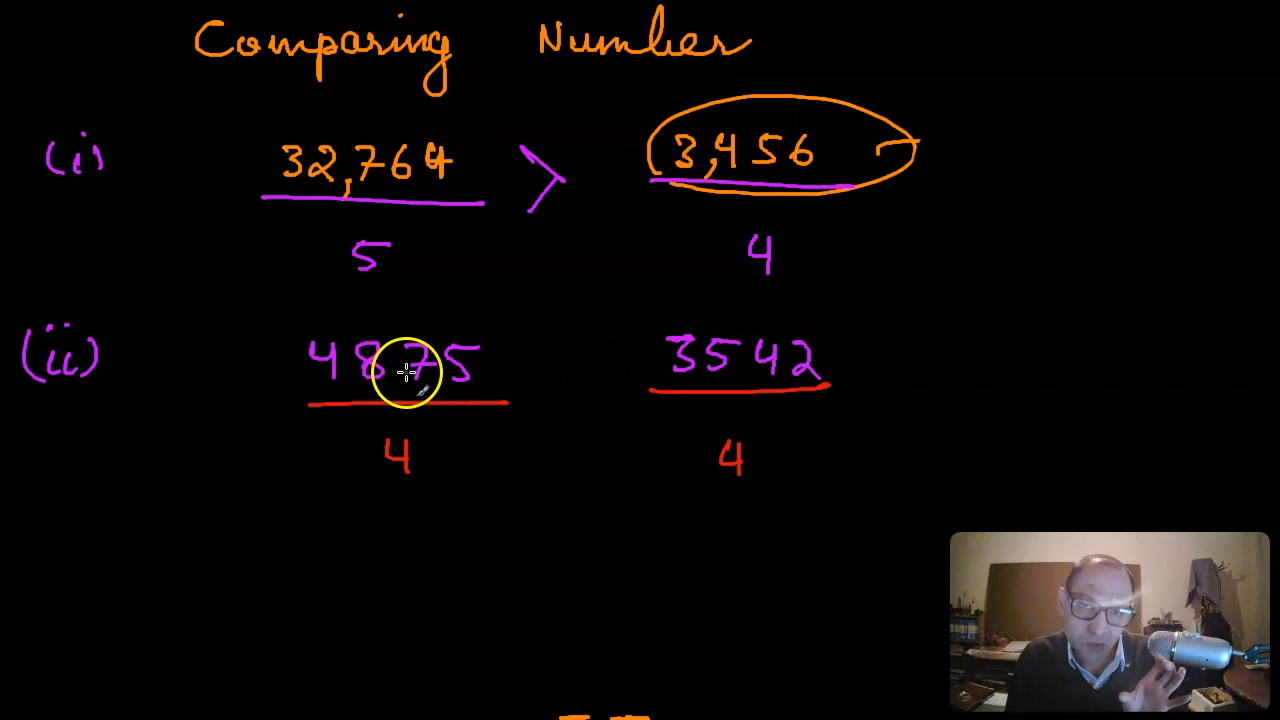 Comparing Number
(i) 32,764 > 3,456
5 4
(ii) 4875 3542
4 4